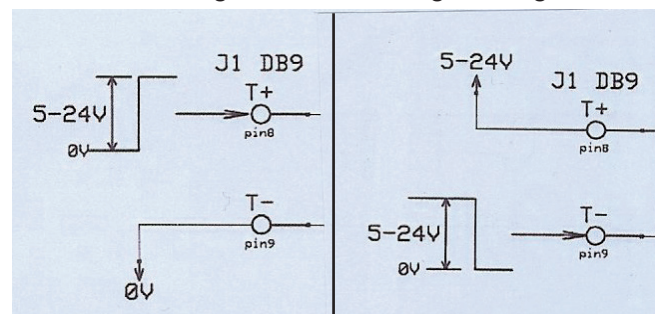 J1 DB9
T+
5-24V
pin8
0V
T-
pin9
0V
5-24V
J1 DB9
T+
pin8
T-
5-24V
pin9
0V